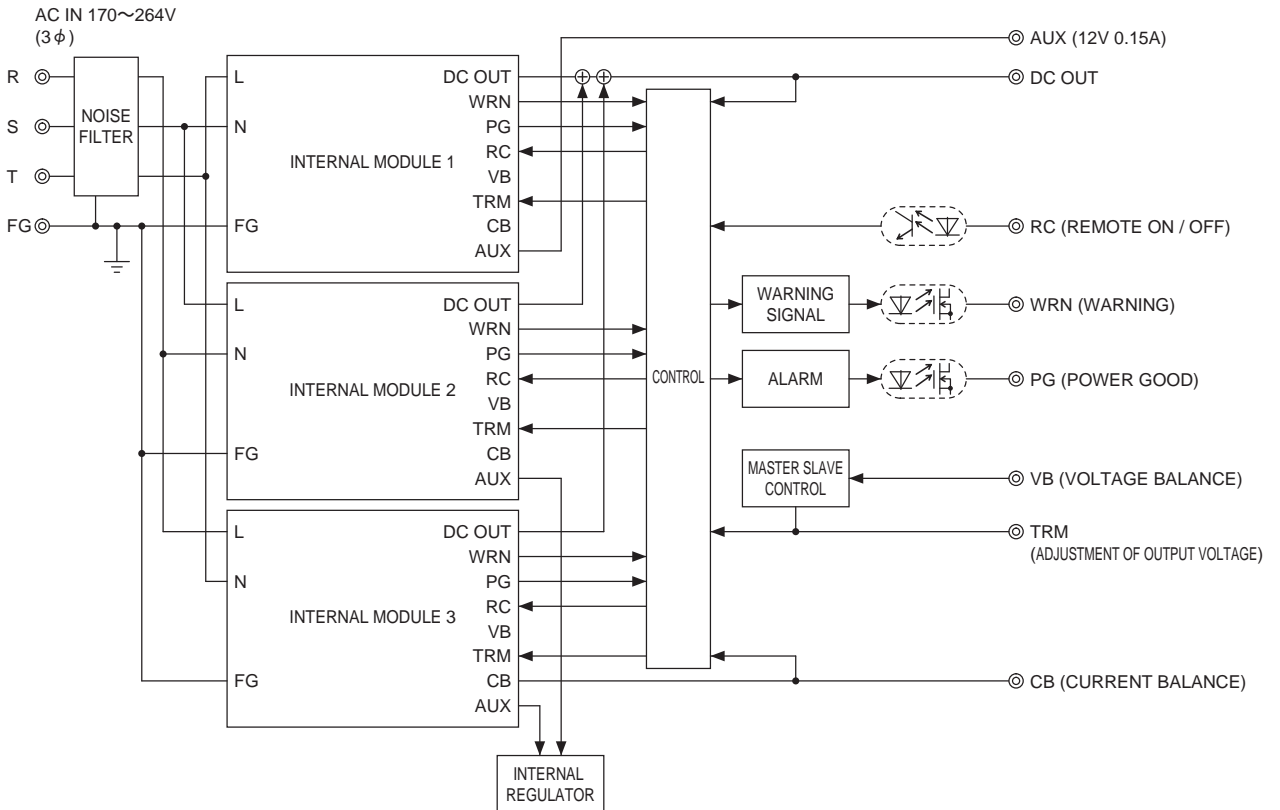 AC IN 170～264V
(3φ)
R
S
T
FG
NOISE
FILTER
L
N
FG
INTERNAL MODULE 1
DC OUT
WRN
PG
RC
VB
TRM
CB
AUX
L
N
FG
INTERNAL MODULE 2
DC OUT
WRN
PG
RC
VB
TRM
CB
AUX
L
N
FG
INTERNAL MODULE 3
DC OUT
WRN
PG
RC
VB
TRM
CB
AUX
INTERNAL
REGULATOR
CONTROL
WARNING
SIGNAL
ALARM
MASTER SLAVE
CONTROL
AUX (12V 0.15A)
DC OUT
RC (REMOTE ON / OFF)
WRN (WARNING)
PG (POWER GOOD)
VB (VOLTAGE BALANCE)
TRM
(ADJUSTMENT OF OUTPUT VOLTAGE)
CB (CURRENT BALANCE)